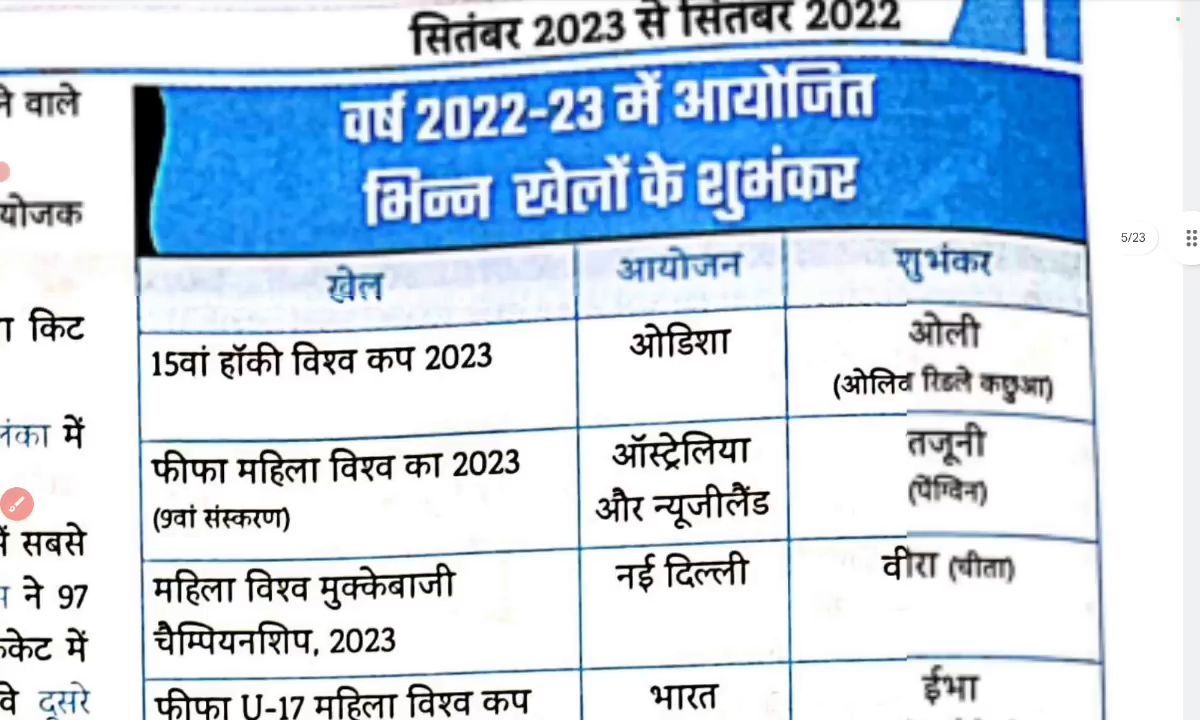 सितंबर 2023 से सितंबर 2022
ने वाले
योजक
किट
लंका में
में सबसे
ने 97
केट में
दूसरे
वर्ष 2022-23 में आयोजित
भिन्न खेलों के शुभंकर
खेल आयोजन शुभंकर
15वां हॉकी विश्व कप 2023 ओडिशा ओली
(ओलिव रिडले कछुआ)
फीफा महिला विश्व का 2023 ऑस्ट्रेलिया तजूनी
(9वां संस्करण) और न्यूजीलैंड (पेंग्विन)
महिला विश्व मुक्केबाजी नई दिल्ली वीरा (चीता)
चैम्पियनशिप, 2023
फीफा U-17 महिला विश्व कप भारत ईभा
5/23